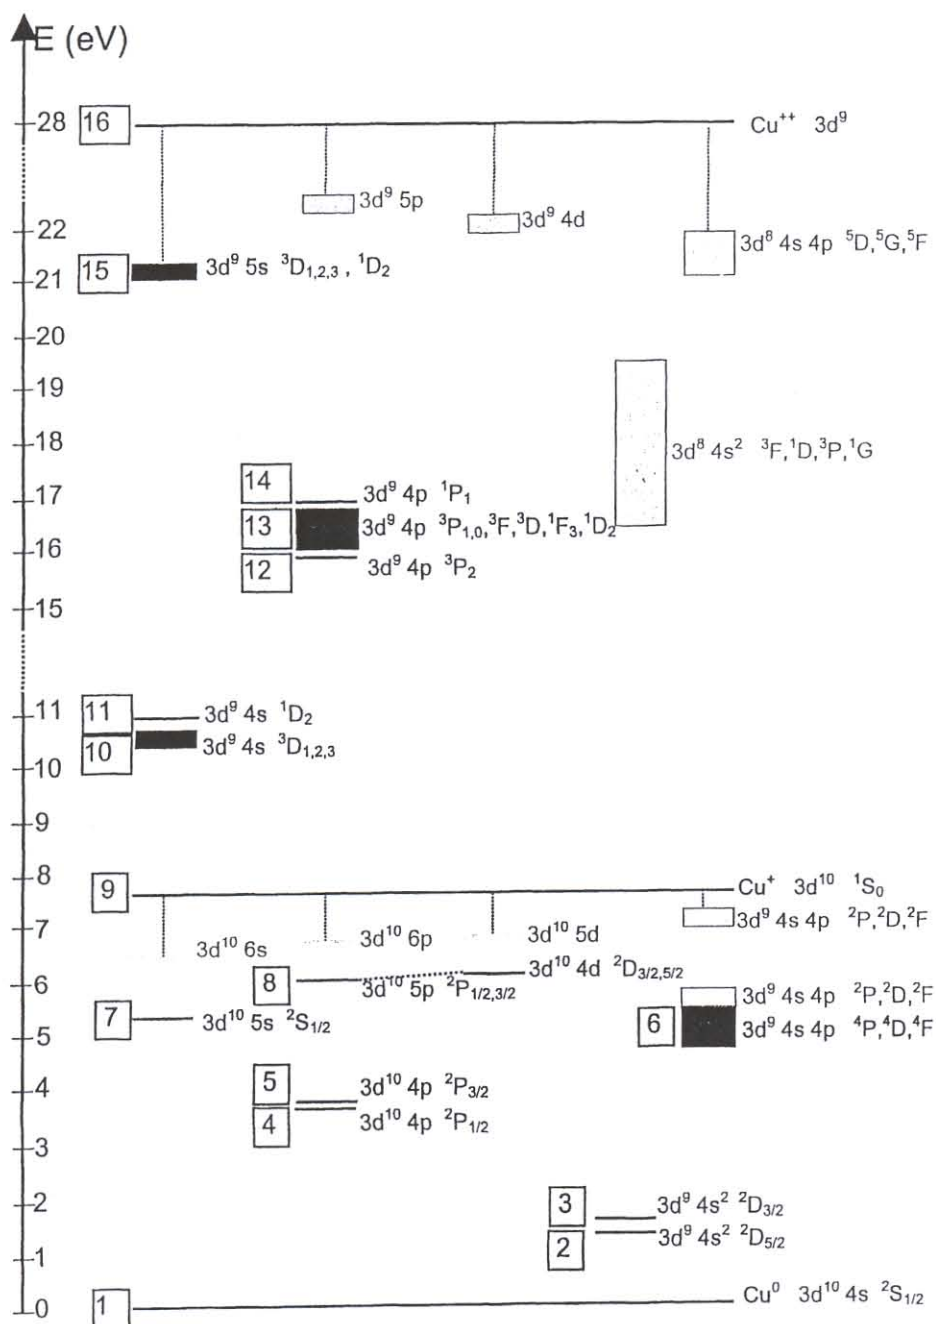 E (eV)
28 16 Cu⁺⁺ 3d⁹
3d⁹ 5p
3d⁹ 4d
22 3d⁸ 4s 4p ⁵D,⁵G,⁵F
15 3d⁹ 5s ³D₁,₂,₃ , ¹D₂
21
20
19
18 3d⁸ 4s² ³F,¹D,³P,¹G
14
17 3d⁹ 4p ¹P₁
13 3d⁹ 4p ³P₁,₀,³F,³D,¹F₃,¹D₂
16
12 3d⁹ 4p ³P₂
15
11 11 3d⁹ 4s ¹D₂
10 3d⁹ 4s ³D₁,₂,₃
10
9
8 9 Cu⁺ 3d¹⁰ ¹S₀
7 3d⁹ 4s 4p ²P,²D,²F
3d¹⁰ 6s 3d¹⁰ 6p 3d¹⁰ 5d
3d¹⁰ 4d ²D₃/₂,₅/₂
6 8 3d¹⁰ 5p ²P₁/₂,₃/₂ 3d⁹ 4s 4p ²P,²D,²F
7 3d¹⁰ 5s ²S₁/₂ 6 3d⁹ 4s 4p ⁴P,⁴D,⁴F
5
4 5 3d¹⁰ 4p ²P₃/₂
4 3d¹⁰ 4p ²P₁/₂
3
2 3 3d⁹ 4s² ²D₃/₂
2 3d⁹ 4s² ²D₅/₂
1
0 1 Cu⁰ 3d¹⁰ 4s ²S₁/₂